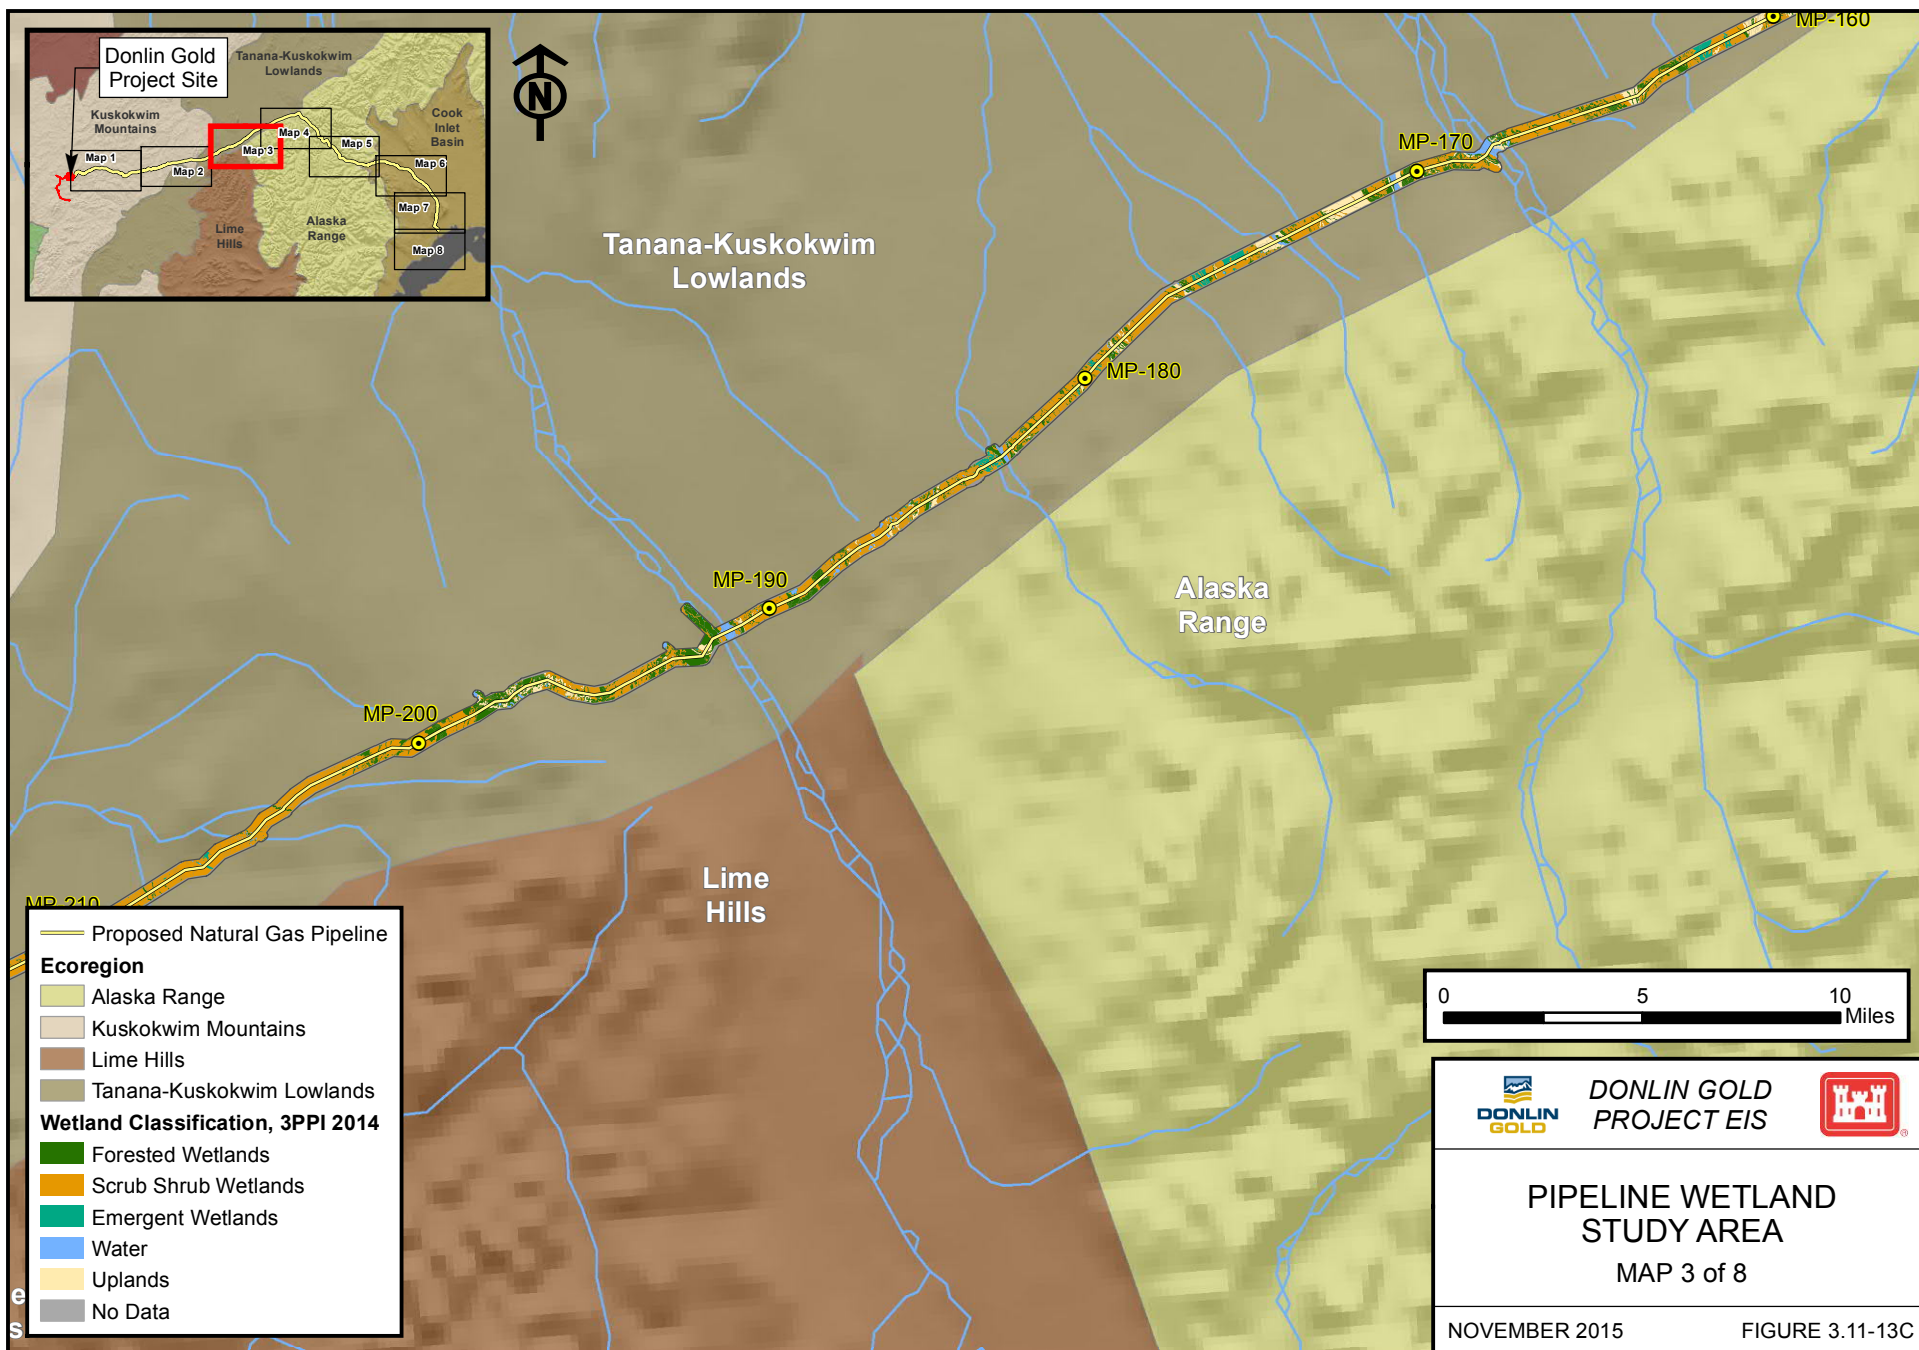 Donlin Gold
Project Site
Tanana-Kuskokwim
Lowlands
Kuskokwim
Mountains
Cook
Inlet
Basin
Map 1
Map 2
Map 3
Map 4
Map 5
Map 6
Map 7
Map 8
Lime
Hills
Alaska
Range
N
MP-160
MP-170
Tanana-Kuskokwim
Lowlands
MP-180
MP-190
Alaska
Range
MP-200
Lime
Hills
MP-210
Proposed Natural Gas Pipeline
Ecoregion
Alaska Range
Kuskokwim Mountains
Lime Hills
Tanana-Kuskokwim Lowlands
Wetland Classification, 3PPI 2014
Forested Wetlands
Scrub Shrub Wetlands
Emergent Wetlands
Water
Uplands
No Data
e
s
0 5 10
Miles
DONLIN
GOLD
DONLIN GOLD
PROJECT EIS
®
PIPELINE WETLAND
STUDY AREA
MAP 3 of 8
NOVEMBER 2015 FIGURE 3.11-13C